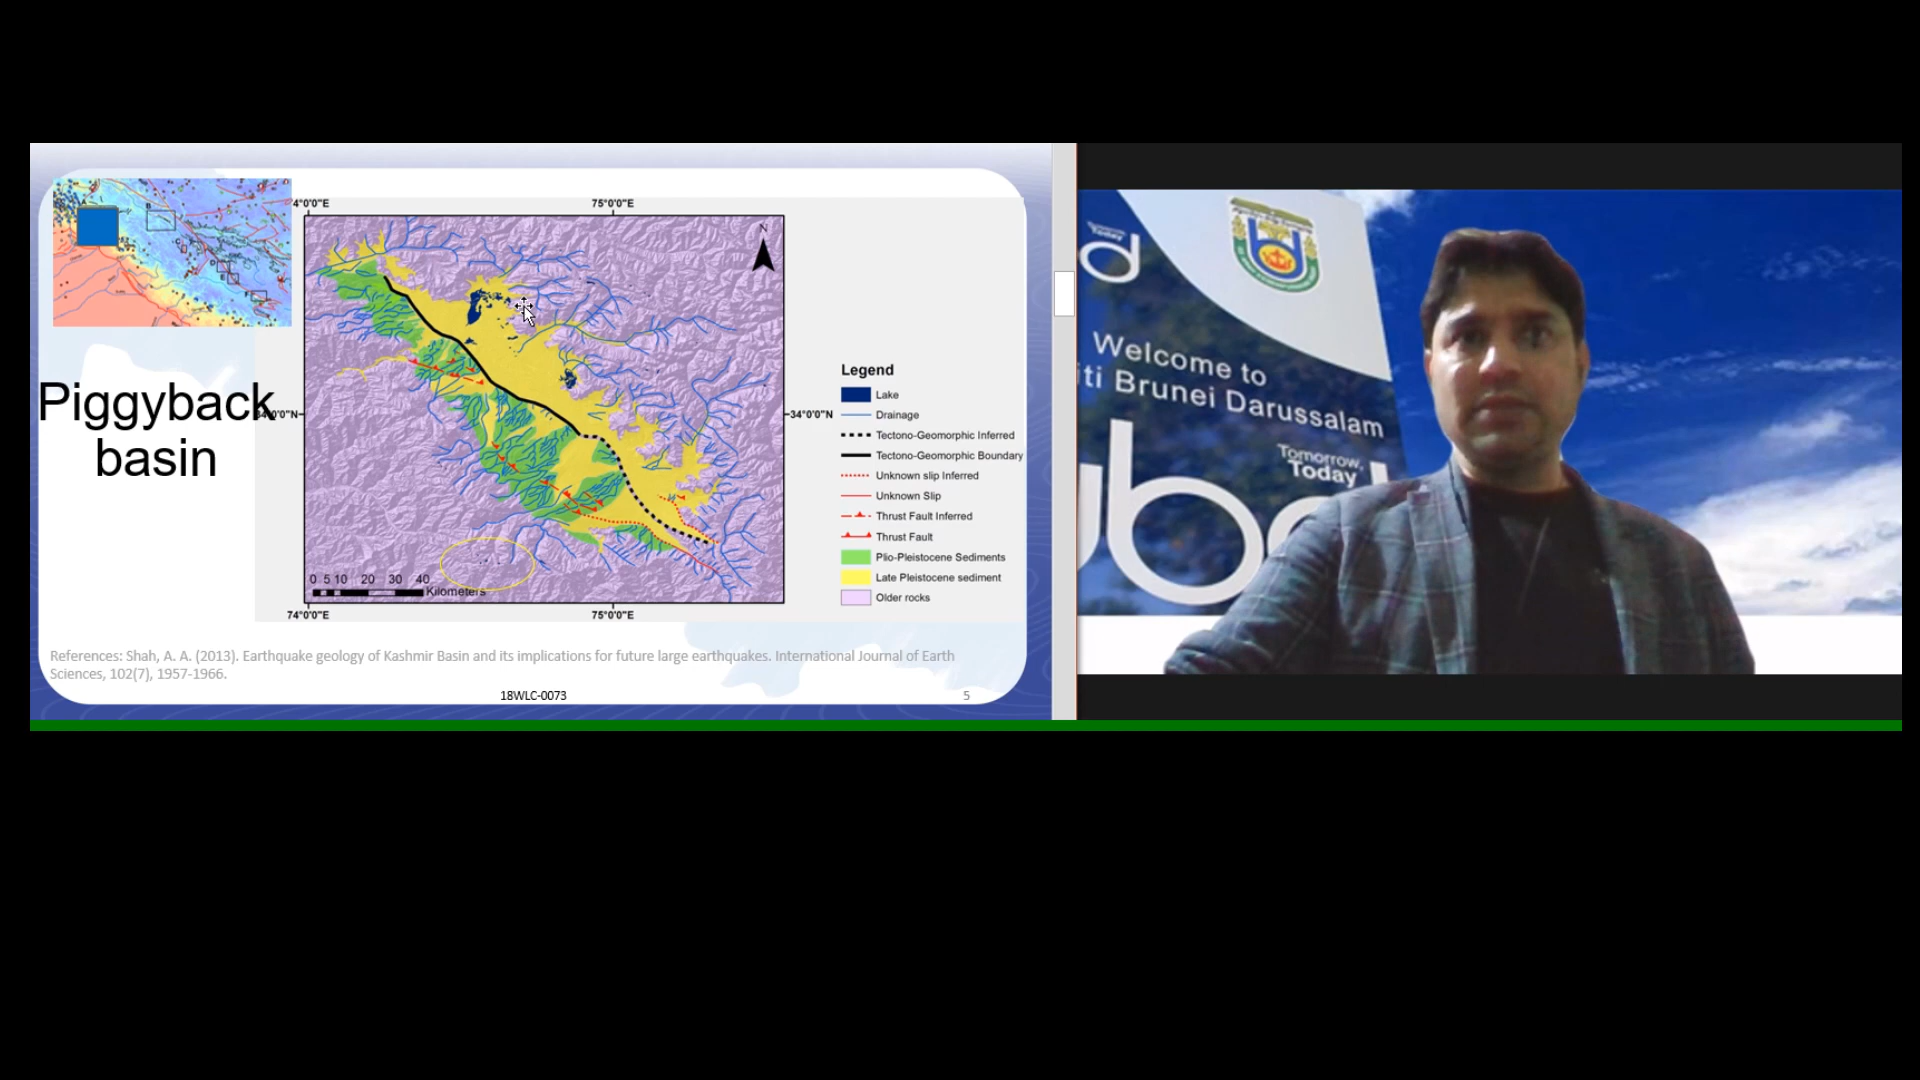 74°0'0"E
75°0'0"E
N
Piggyback
basin
34°0'0"N
34°0'0"N
Legend
Lake
Drainage
Tectono-Geomorphic Inferred
Tectono-Geomorphic Boundary
Unknown slip Inferred
Unknown Slip
Thrust Fault Inferred
Thrust Fault
Plio-Pleistocene Sediments
Late Pleistocene sediment
Older rocks
0 5 10 20 30 40
Kilometers
74°0'0"E
75°0'0"E
References: Shah, A. A. (2013). Earthquake geology of Kashmir Basin and its implications for future large earthquakes. International Journal of Earth
Sciences, 102(7), 1957-1966.
18WLC-0073
5
Tomorrow,
Today
d
Welcome to
iti Brunei Darussalam
Tomorrow,
Today
ubd